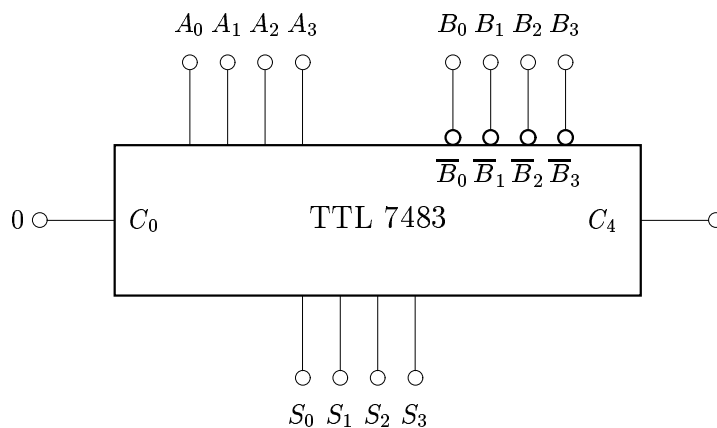 A₀ A₁ A₂ A₃ B₀ B₁ B₂ B₃
B̅₀ B̅₁ B̅₂ B̅₃
0 C₀ TTL 7483 C₄
S₀ S₁ S₂ S₃